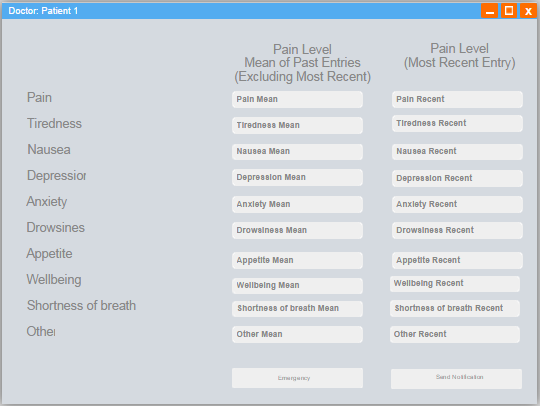 Doctor: Patient 1
Pain Level
Mean of Past Entries
(Excluding Most Recent)
Pain Level
(Most Recent Entry)
Pain Pain Mean Pain Recent
Tiredness Tiredness Mean Tiredness Recent
Nausea Nausea Mean Nausea Recent
Depression Depression Mean Depression Recent
Anxiety Anxiety Mean Anxiety Recent
Drowsines Drowsiness Mean Drowsiness Recent
Appetite Appetite Mean Appetite Recent
Wellbeing Wellbeing Mean Wellbeing Recent
Shortness of breath Shortness of breath Mean Shortness of breath Recent
Other Other Mean Other Recent
Emergency Send Notification